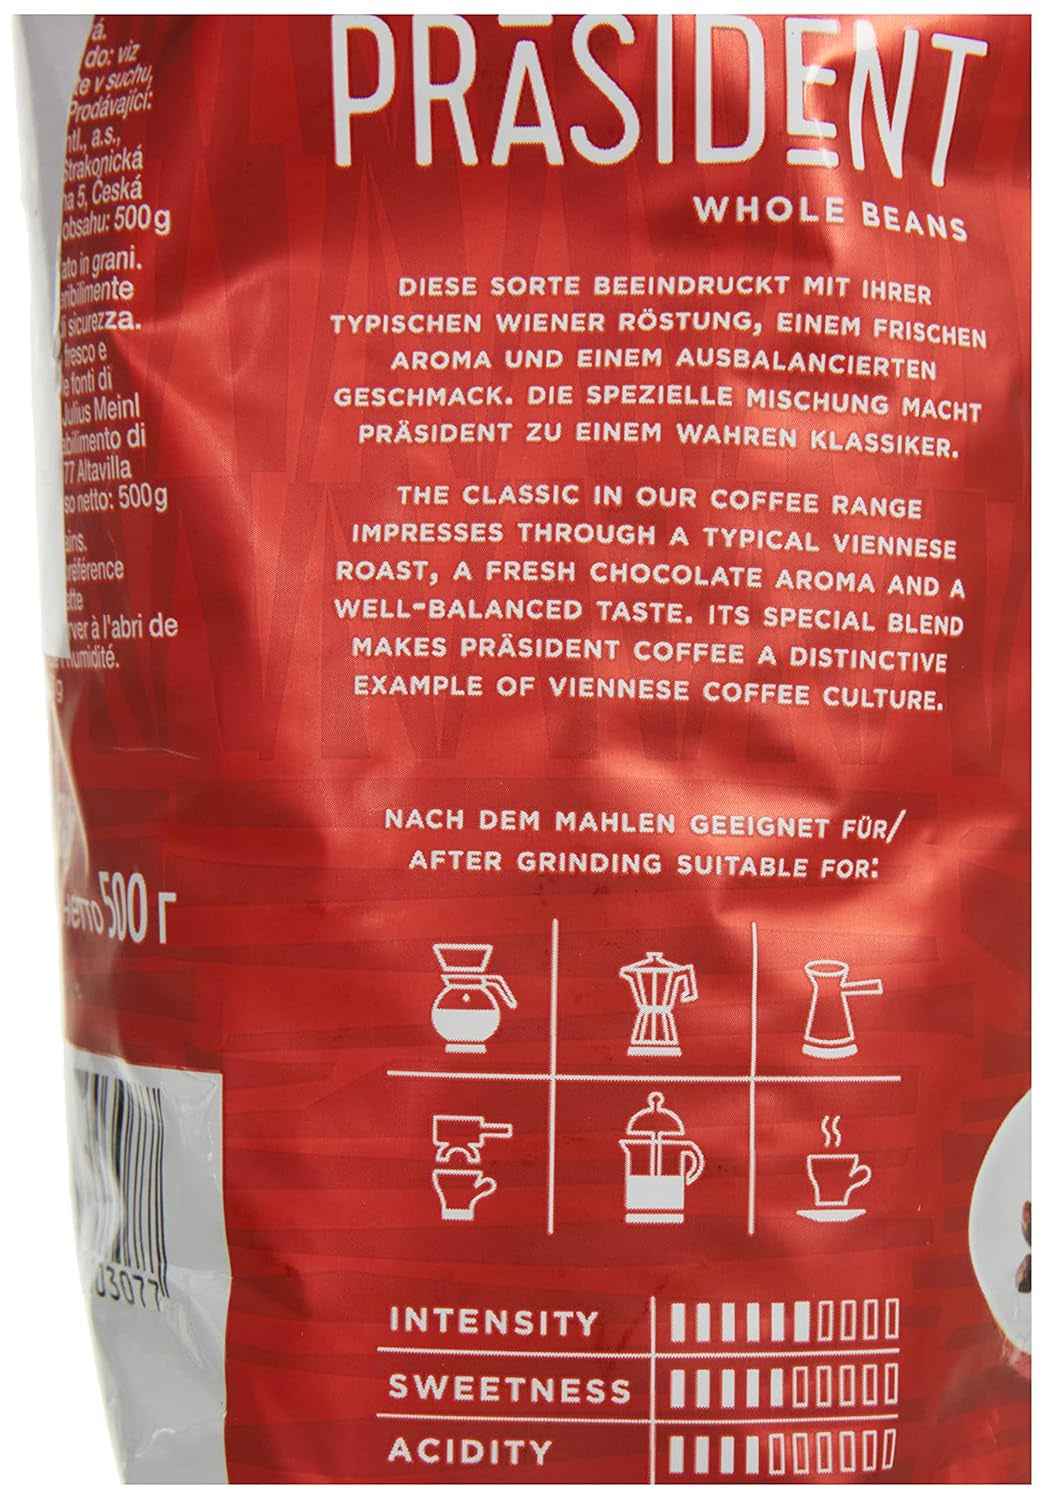 á.
do: viz
v suchu,
Prodávající:
a.s.,
Strakonická
5, Česká
obsahu: 500g
in grani.
sicurezza.
fresco e
e fonti di
Julius Meinl
di
77 Altavilla
netto: 500g
à l'abri de
500 г
03077
PRÄSIDENT
WHOLE BEANS
DIESE SORTE BEEINDRUCKT MIT IHRER
TYPISCHEN WIENER RÖSTUNG, EINEM FRISCHEN
AROMA UND EINEM AUSBALANCIERTEN
GESCHMACK. DIE SPEZIELLE MISCHUNG MACHT
PRÄSIDENT ZU EINEM WAHREN KLASSIKER.
THE CLASSIC IN OUR COFFEE RANGE
IMPRESSES THROUGH A TYPICAL VIENNESE
ROAST, A FRESH CHOCOLATE AROMA AND A
WELL-BALANCED TASTE. ITS SPECIAL BLEND
MAKES PRÄSIDENT COFFEE A DISTINCTIVE
EXAMPLE OF VIENNESE COFFEE CULTURE.
NACH DEM MAHLEN GEEIGNET FÜR/
AFTER GRINDING SUITABLE FOR:
INTENSITY
SWEETNESS
ACIDITY